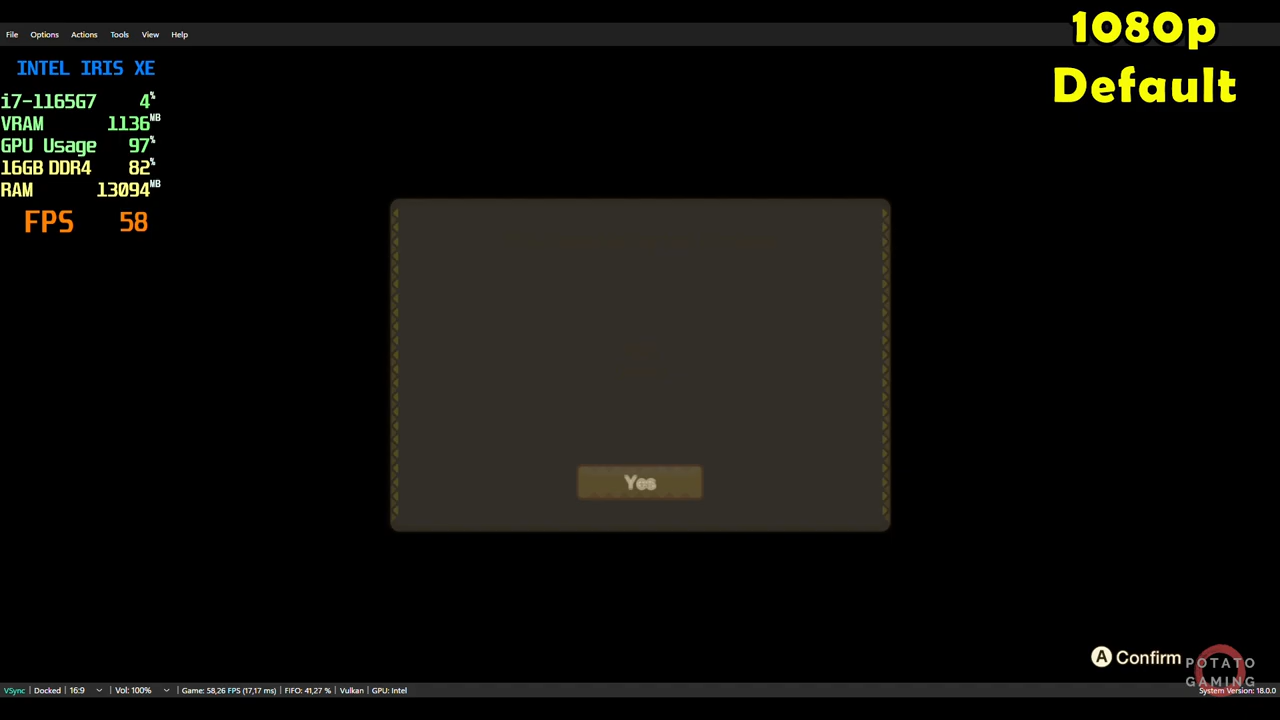 1080p
Default
File Options Actions Tools View Help
INTEL IRIS XE
i7-1165G7 4%
VRAM 1136MB
GPU Usage 97%
16GB DDR4 82%
RAM 13094MB
FPS 58
Yes
A Confirm
POTATO
GAMING
VSync Docked 16:9 Vol: 100% Game: 58,26 FPS (17,17 ms) FIFO: 41,27 % Vulkan GPU: Intel System Version: 18.0.0